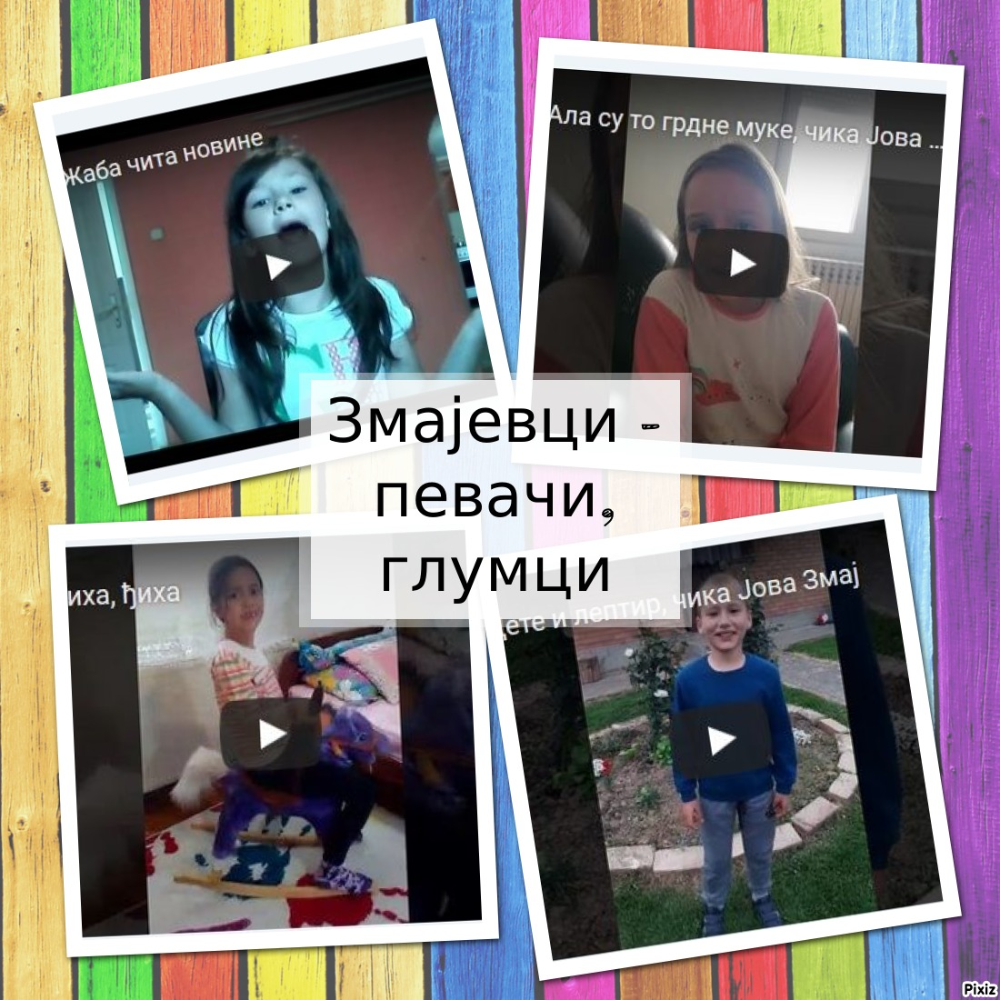 Жаба чита новине
Ала су то грдне муке, чика Јова ...
Змајевци -
певачи,
глумци
иха, ђиха
ете и лептир, чика Јова Змај
Pixiz